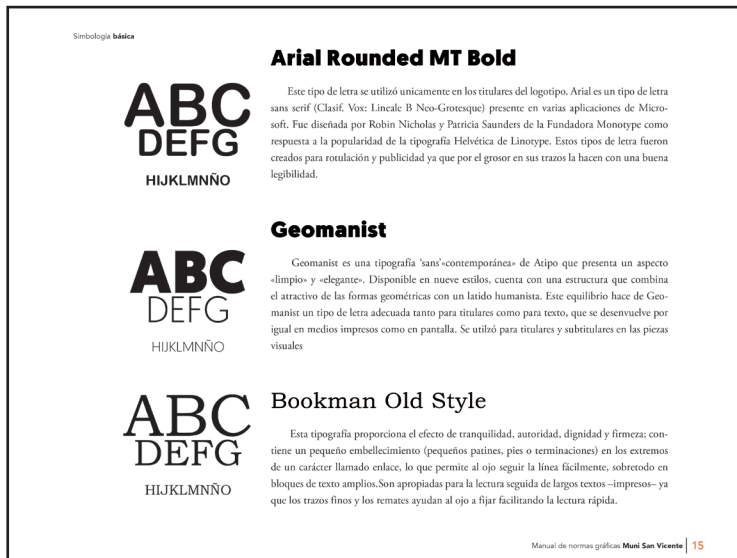 Simbología básica
Arial Rounded MT Bold
ABC
DEFG
HIJKLMNÑO
Este tipo de letra se utilizó unicamente en los titulares del logotipo. Arial es un tipo de letra
sans serif (Clasif. Vox: Lineale B Neo-Grotesque) presente en varias aplicaciones de Micro-
soft. Fue diseñada por Robin Nicholas y Patricia Saunders de la Fundadora Monotype como
respuesta a la popularidad de la tipografía Helvética de Linotype. Estos tipos de letra fueron
creados para rotulación y publicidad ya que por el grosor en sus trazos la hacen con una buena
legibilidad.
Geomanist
ABC
DEFG
HIJKLMNÑO
Geomanist es una tipografía ‘sans’«contemporánea» de Atipo que presenta un aspecto
«limpio» y «elegante». Disponible en nueve estilos, cuenta con una estructura que combina
el atractivo de las formas geométricas con un latido humanista. Este equilibrio hace de Geo-
manist un tipo de letra adecuada tanto para titulares como para texto, que se desenvuelve por
igual en medios impresos como en pantalla. Se utilzó para titulares y subtitulares en las piezas
visuales
Bookman Old Style
ABC
DEFG
HIJKLMNÑO
Esta tipografía proporciona el efecto de tranquilidad, autoridad, dignidad y firmeza; con-
tiene un pequeño embellecimiento (pequeños patines, pies o terminaciones) en los extremos
de un carácter llamado enlace, lo que permite al ojo seguir la línea fácilmente, sobretodo en
bloques de texto amplios.Son apropiadas para la lectura seguida de largos textos –impresos– ya
que los trazos finos y los remates ayudan al ojo a fijar facilitando la lectura rápida.
Manual de normas gráficas Muni San Vicente 15